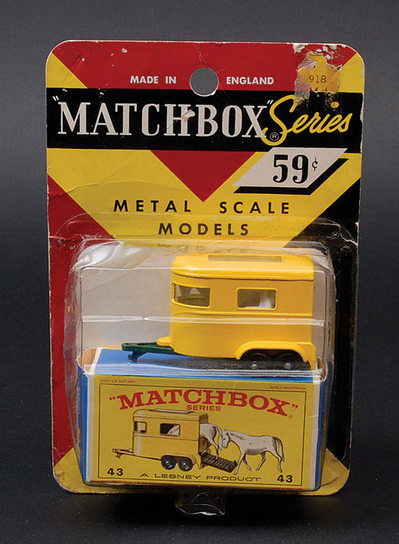 MADE IN ENGLAND
918
"MATCHBOX" Series
®
59¢
METAL SCALE
MODELS
"MATCHBOX"
SERIES
43 A LESNEY PRODUCT 43